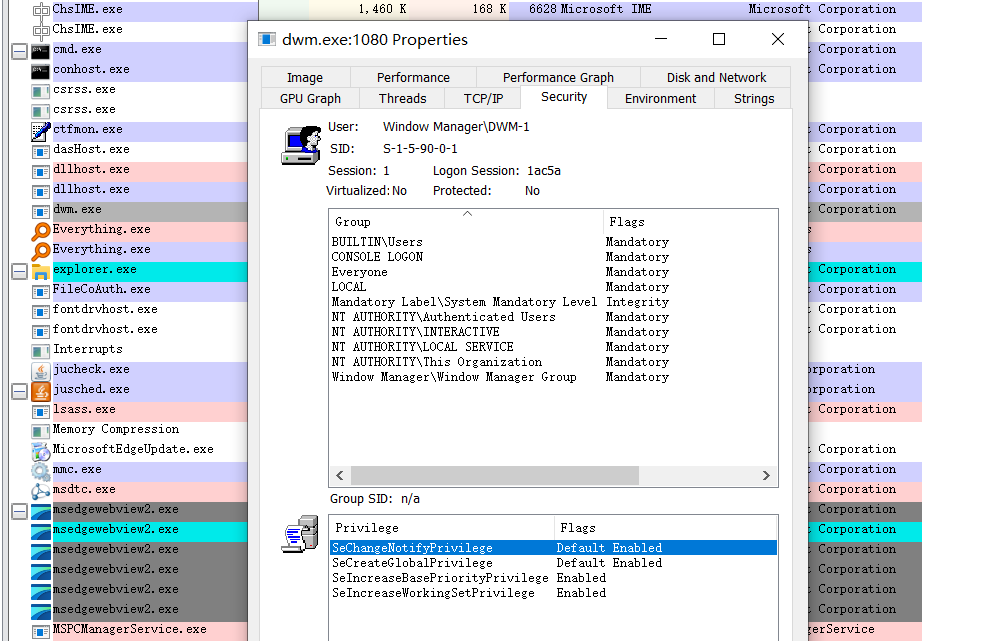 ChsIME.exe 1,460 K 168 K 6628 Microsoft IME Microsoft Corporation
ChsIME.exe t Corporation
cmd.exe t Corporation
conhost.exe t Corporation
csrss.exe
csrss.exe
ctfmon.exe t Corporation
dasHost.exe t Corporation
dllhost.exe t Corporation
dllhost.exe t Corporation
dwm.exe t Corporation
Everything.exe
Everything.exe
explorer.exe t Corporation
FileCoAuth.exe t Corporation
fontdrvhost.exe t Corporation
fontdrvhost.exe t Corporation
Interrupts
jucheck.exe orporation
jusched.exe orporation
lsass.exe t Corporation
Memory Compression
MicrosoftEdgeUpdate.exe t Corporation
mmc.exe t Corporation
msdtc.exe t Corporation
msedgewebview2.exe t Corporation
msedgewebview2.exe t Corporation
msedgewebview2.exe t Corporation
msedgewebview2.exe t Corporation
msedgewebview2.exe t Corporation
msedgewebview2.exe t Corporation
MSPCManagerService.exe gerService
dwm.exe:1080 Properties
Image Performance Performance Graph Disk and Network
GPU Graph Threads TCP/IP Security Environment Strings
User: Window Manager\DWM-1
SID: S-1-5-90-0-1
Session: 1 Logon Session: 1ac5a
Virtualized: No Protected: No
Group Flags
BUILTIN\Users Mandatory
CONSOLE LOGON Mandatory
Everyone Mandatory
LOCAL Mandatory
Mandatory Label\System Mandatory Level Integrity
NT AUTHORITY\Authenticated Users Mandatory
NT AUTHORITY\INTERACTIVE Mandatory
NT AUTHORITY\LOCAL SERVICE Mandatory
NT AUTHORITY\This Organization Mandatory
Window Manager\Window Manager Group Mandatory
Group SID: n/a
Privilege Flags
SeChangeNotifyPrivilege Default Enabled
SeCreateGlobalPrivilege Default Enabled
SeIncreaseBasePriorityPrivilege Enabled
SeIncreaseWorkingSetPrivilege Enabled